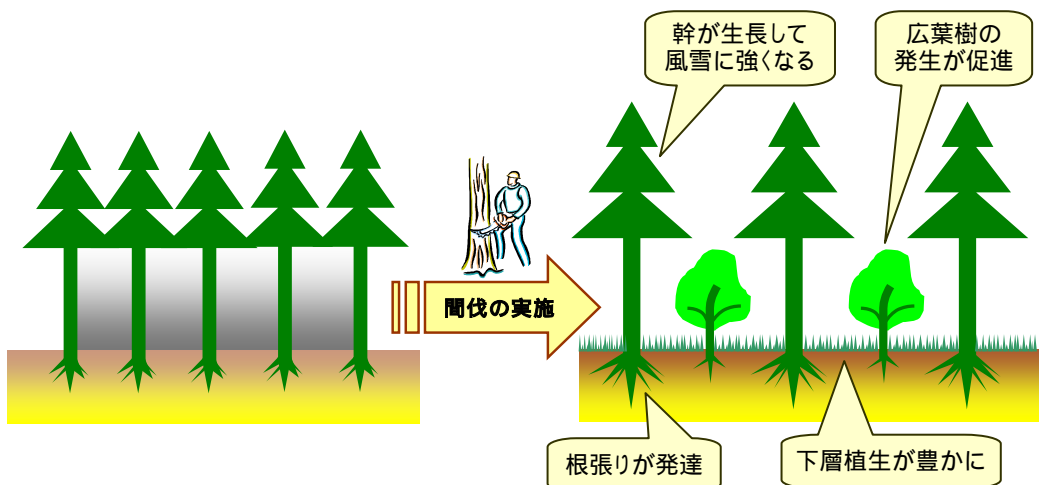 幹が生長して
風雪に強くなる
広葉樹の
発生が促進
間伐の実施
根張りが発達
下層植生が豊かに